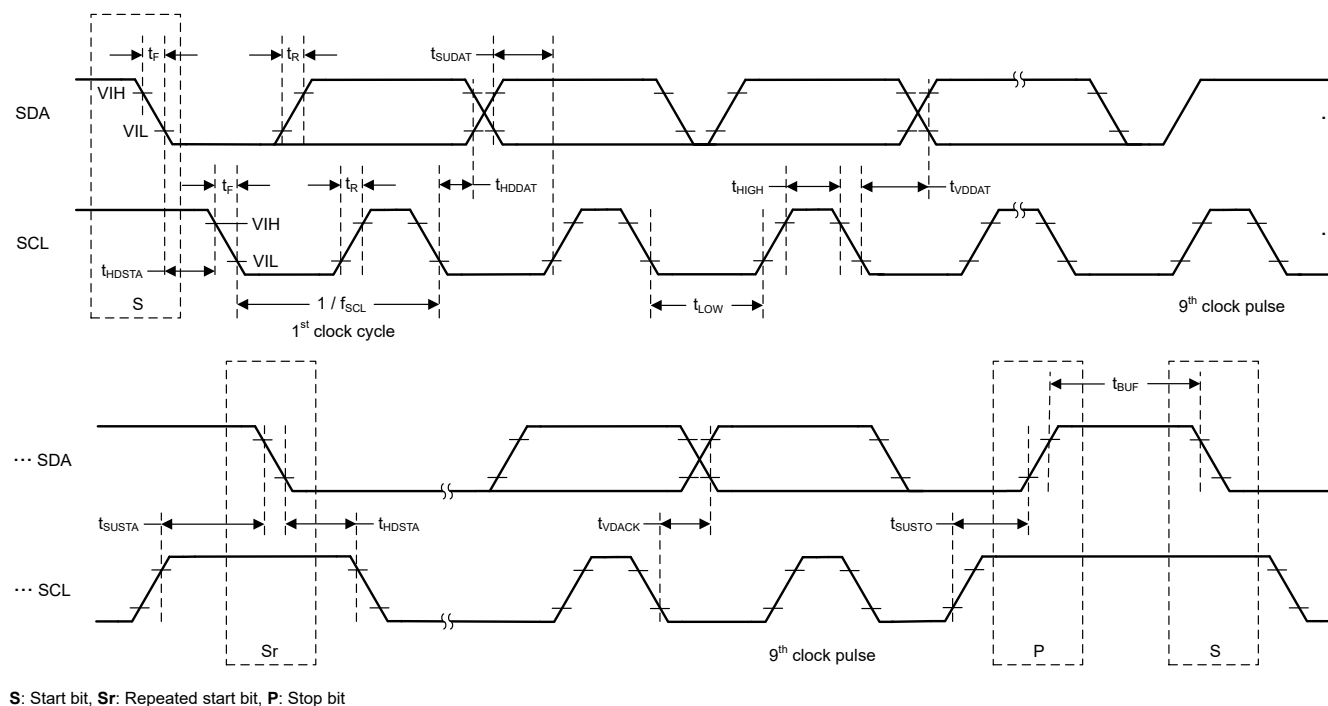 tF tR tSUDAT
VIH
SDA
VIL
tF tR tHDDAT tHIGH tVDDAT
VIH
SCL
VIL
tHDSTA
S 1 / fSCL tLOW 9th clock pulse
1st clock cycle
tBUF
... SDA
tSUSTA tHDSTA tVDACK tSUSTO
... SCL
Sr 9th clock pulse P S
S: Start bit, Sr: Repeated start bit, P: Stop bit